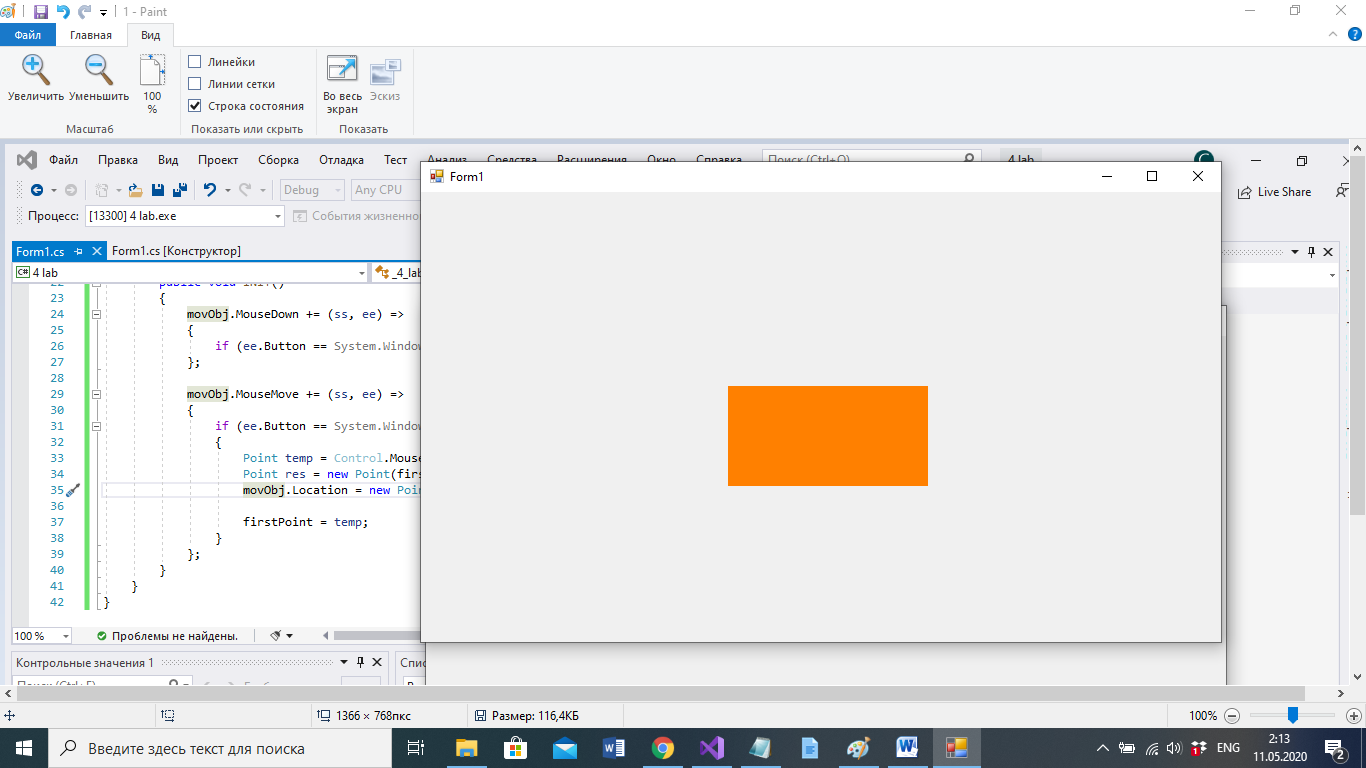 1 - Paint
Файл Главная Вид
Увеличить Уменьшить 100 %
Линейки
Линии сетки
Строка состояния
Во весь экран Эскиз
Масштаб Показать или скрыть Показать
Файл Правка Вид Проект Сборка Отладка Тест Анализ Средства Расширения Окно Справка Поиск (Ctrl+Q) 4 lab
Debug Any CPU Live Share
Процесс: [13300] 4 lab.exe События жизненно
Form1
Form1.cs Form1.cs [Конструктор]
C# 4 lab _4_lab
22 public void INIT()
23 {
24 movObj.MouseDown += (ss, ee) =>
25 {
26 if (ee.Button == System.Window
27 };
28
29 movObj.MouseMove += (ss, ee) =>
30 {
31 if (ee.Button == System.Window
32 {
33 Point temp = Control.Mouse
34 Point res = new Point(firs
35 movObj.Location = new Poin
36
37 firstPoint = temp;
38 }
39 };
40 }
41 }
42 }
100 % Проблемы не найдены.
Контрольные значения 1 Спис
Поиск (Ctrl+E)
1366 × 768пкс Размер: 116,4КБ 100%
Введите здесь текст для поиска
ENG 2:13
11.05.2020 2